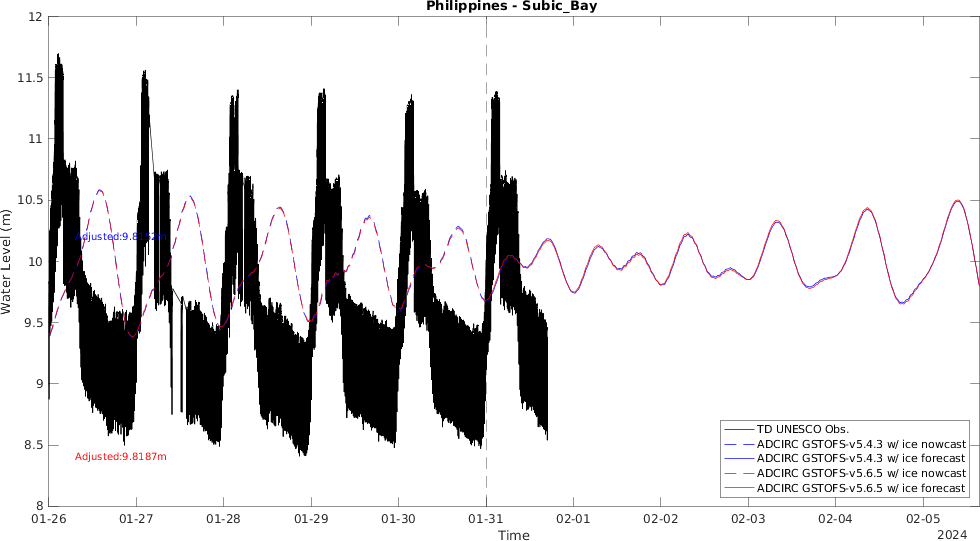 Philippines - Subic_Bay
12
11.5
11
10.5
10
9.5
9
8.5
8
Water Level (m)
Adjusted:9.8187m
01-26
01-27
01-28
01-29
01-30
01-31
02-01
02-02
02-03
02-04
02-05
Time
2024
TD UNESCO Obs.
ADCIRC GSTOFS-v5.4.3 w/ ice nowcast
ADCIRC GSTOFS-v5.4.3 w/ ice forecast
ADCIRC GSTOFS-v5.6.5 w/ ice nowcast
ADCIRC GSTOFS-v5.6.5 w/ ice forecast